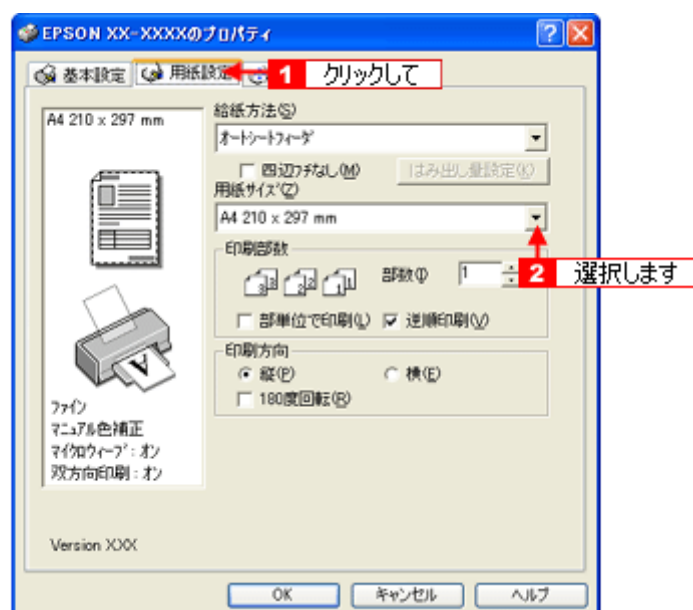 EPSON XX-XXXXのプロパティ
基本設定
用紙設定
1 クリックして
A4 210 x 297 mm
給紙方法(S)
オートシートフィーダ
四辺フチなし(M)
はみ出し量設定(K)
用紙サイズ(Z)
A4 210 x 297 mm
2 選択します
印刷部数
部数(I)
1
部単位で印刷(L)
逆順印刷(V)
印刷方向
縦(P)
横(E)
180度回転(R)
ファイン
マニュアル色補正
マイクロウィーブ:オン
双方向印刷:オン
Version XXX
OK
キャンセル
ヘルプ